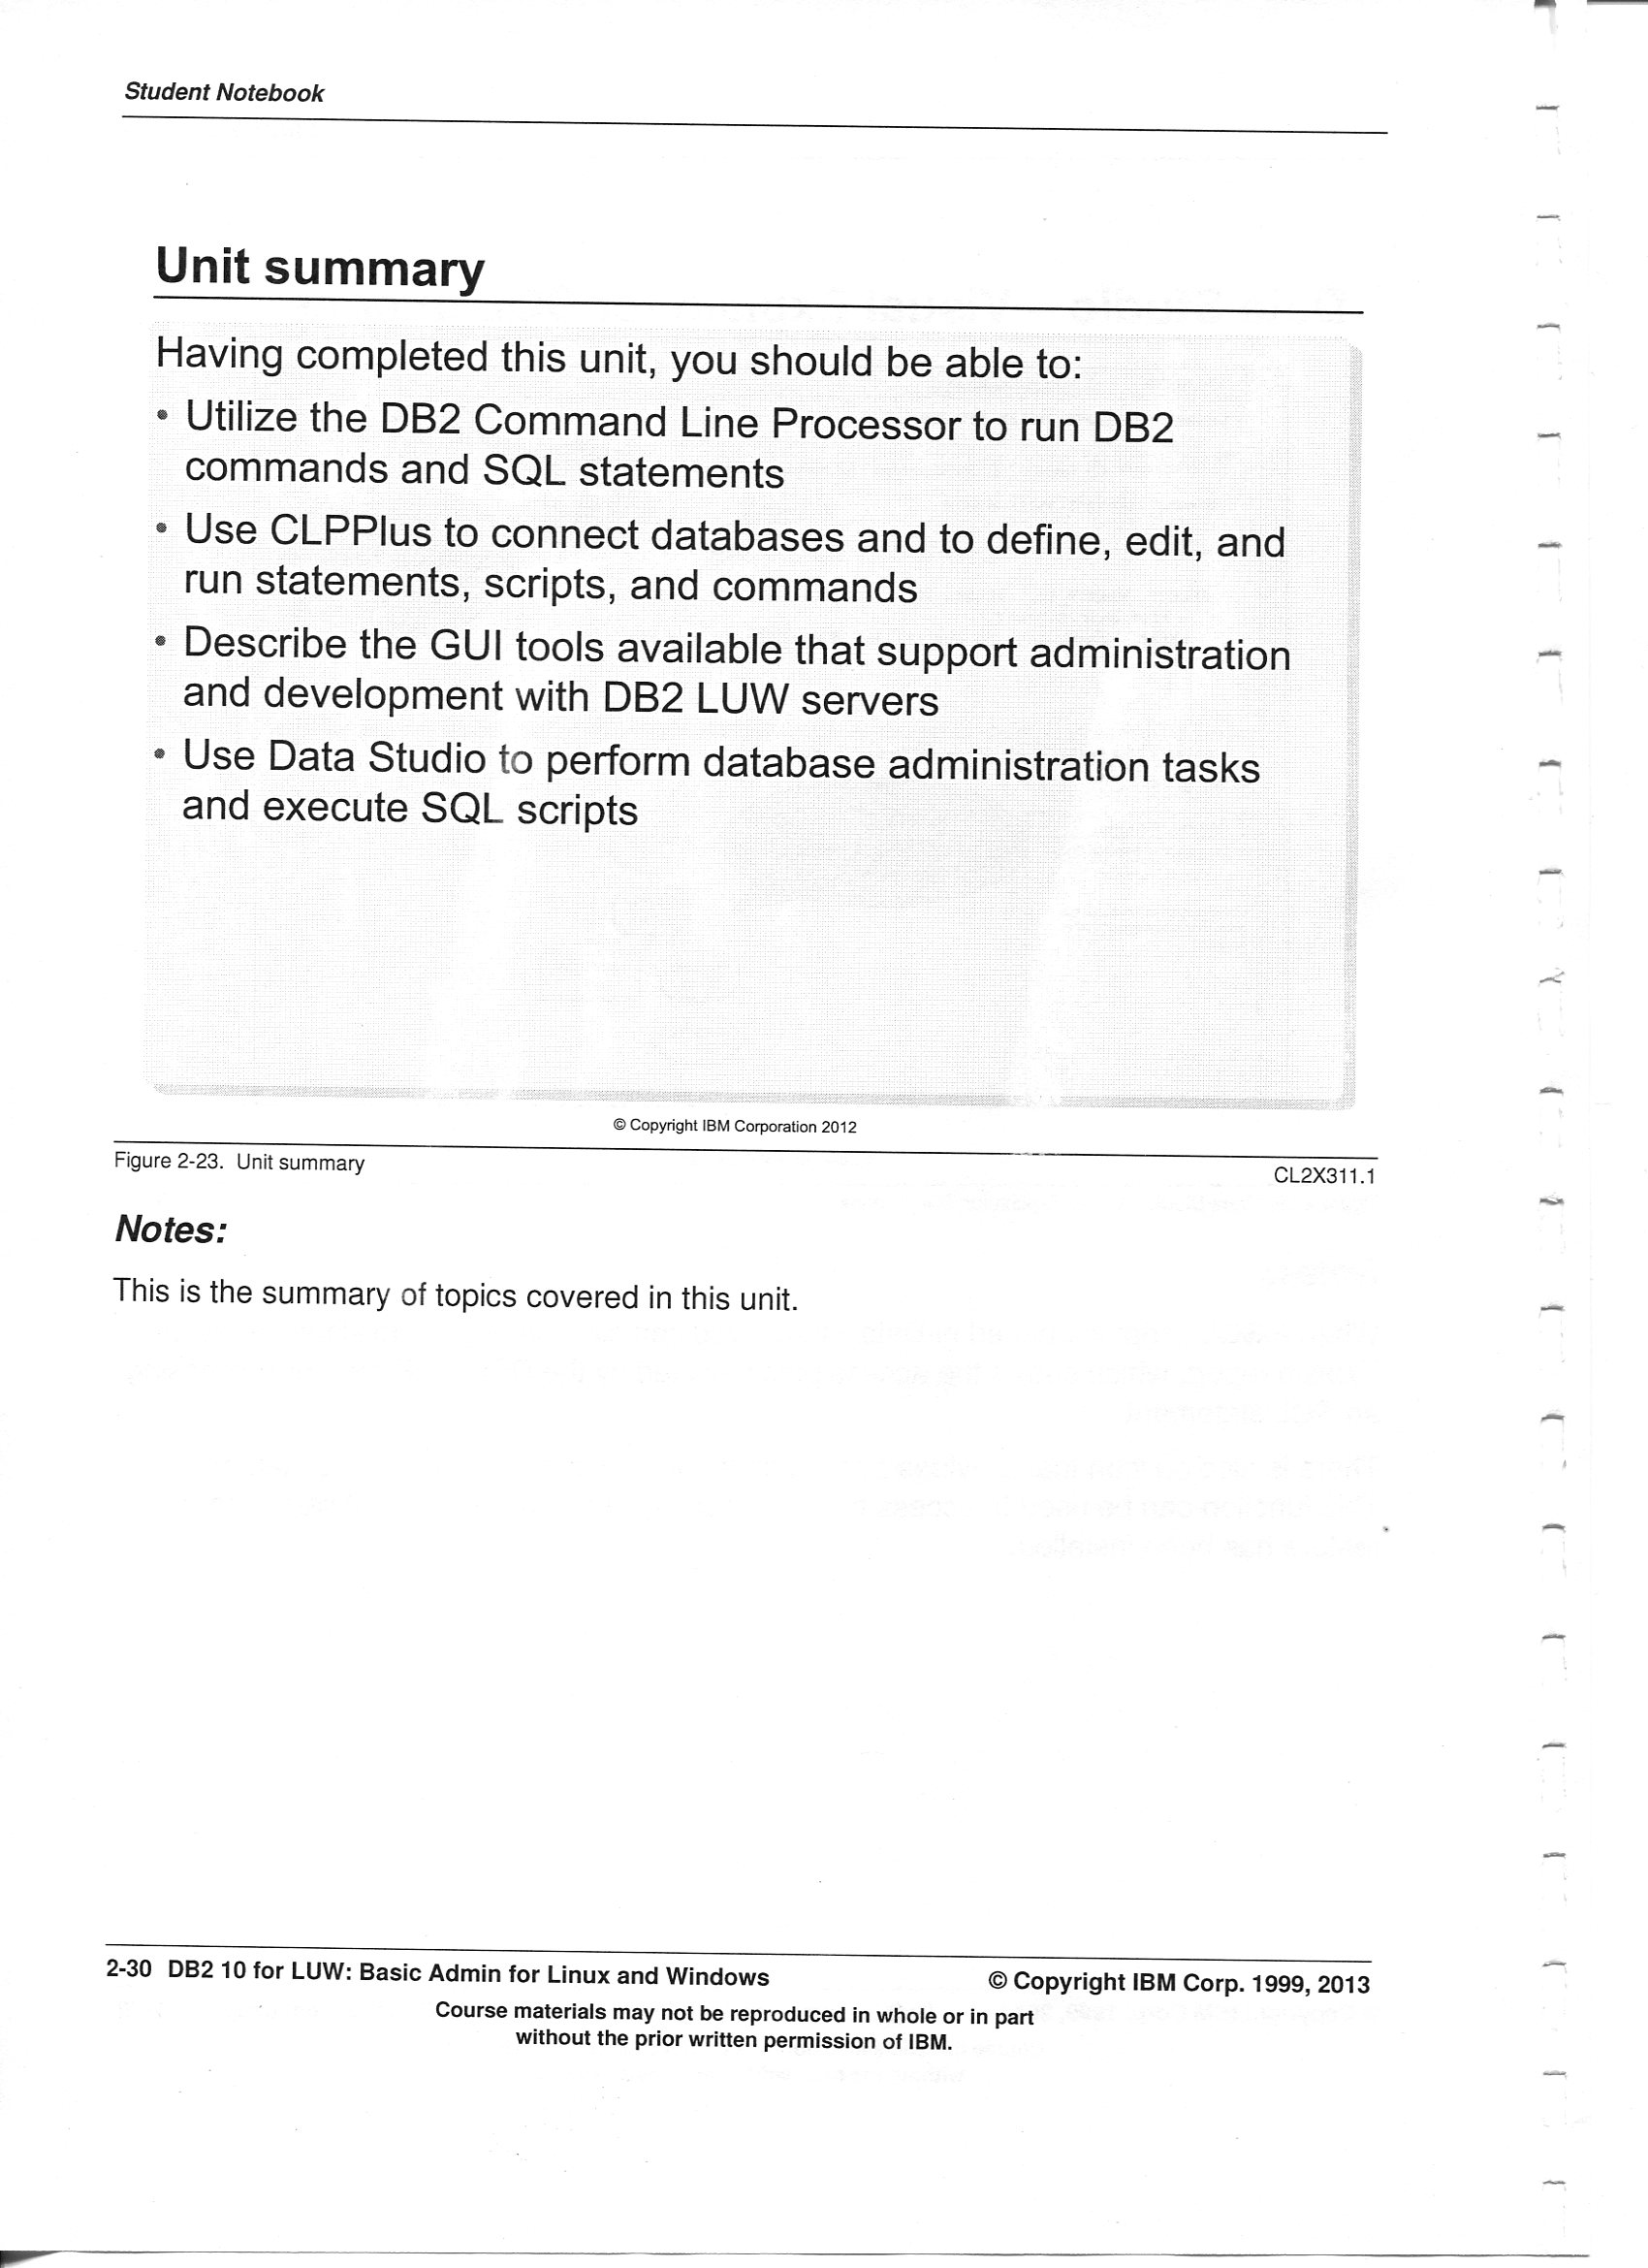 Student Notebook
Unit summary
Having completed this unit, you should be able to:
• Utilize the DB2 Command Line Processor to run DB2
commands and SQL statements
• Use CLPPlus to connect databases and to define, edit, and
run statements, scripts, and commands
• Describe the GUI tools available that support administration
and development with DB2 LUW servers
• Use Data Studio to perform database administration tasks
and execute SQL scripts
© Copyright IBM Corporation 2012
Figure 2-23. Unit summary CL2X311.1
Notes:
This is the summary of topics covered in this unit.
2-30 DB2 10 for LUW: Basic Admin for Linux and Windows © Copyright IBM Corp. 1999, 2013
Course materials may not be reproduced in whole or in part
without the prior written permission of IBM.